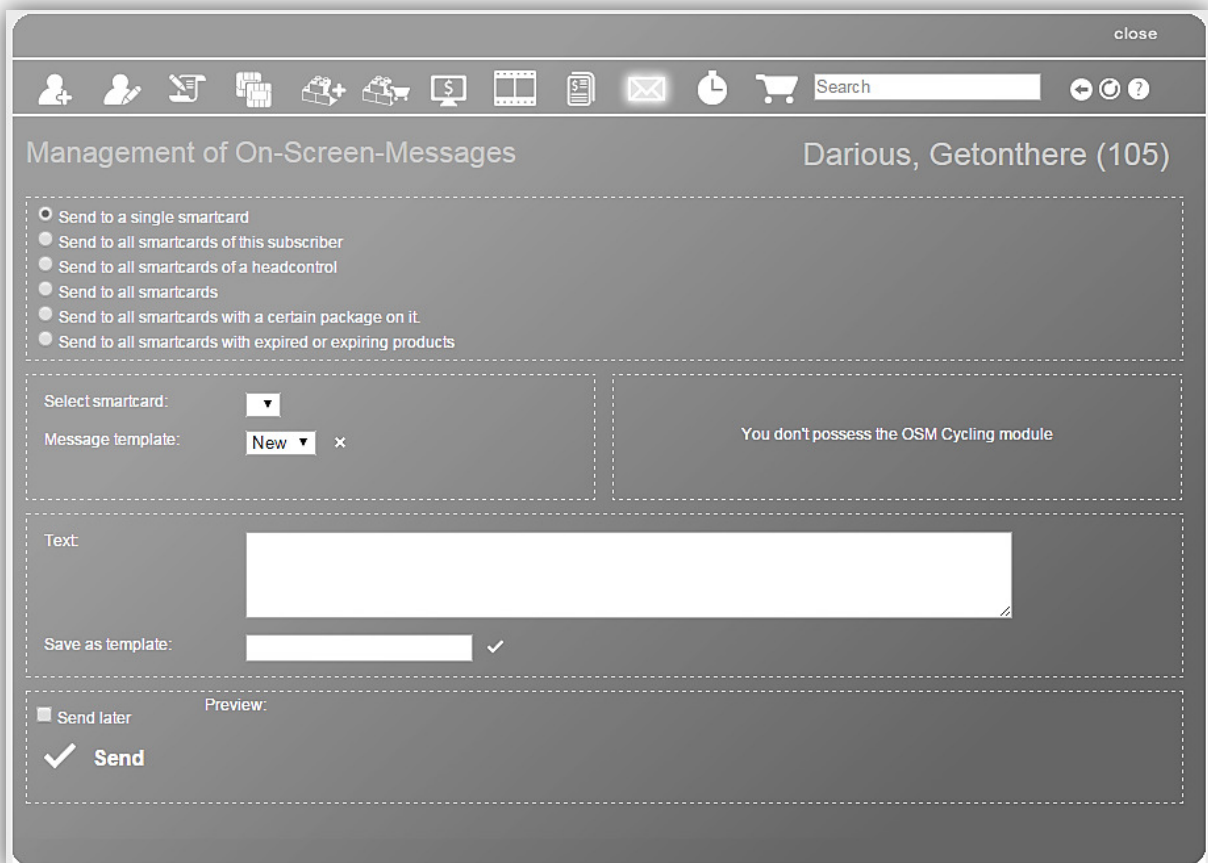 close
Search
?
Management of On-Screen-Messages
Darious, Getonthere (105)
Send to a single smartcard
Send to all smartcards of this subscriber
Send to all smartcards of a headcontrol
Send to all smartcards
Send to all smartcards with a certain package on it.
Send to all smartcards with expired or expiring products
Select smartcard:
Message template:
New
You don't possess the OSM Cycling module
Text:
Save as template:
Send later
Preview:
Send